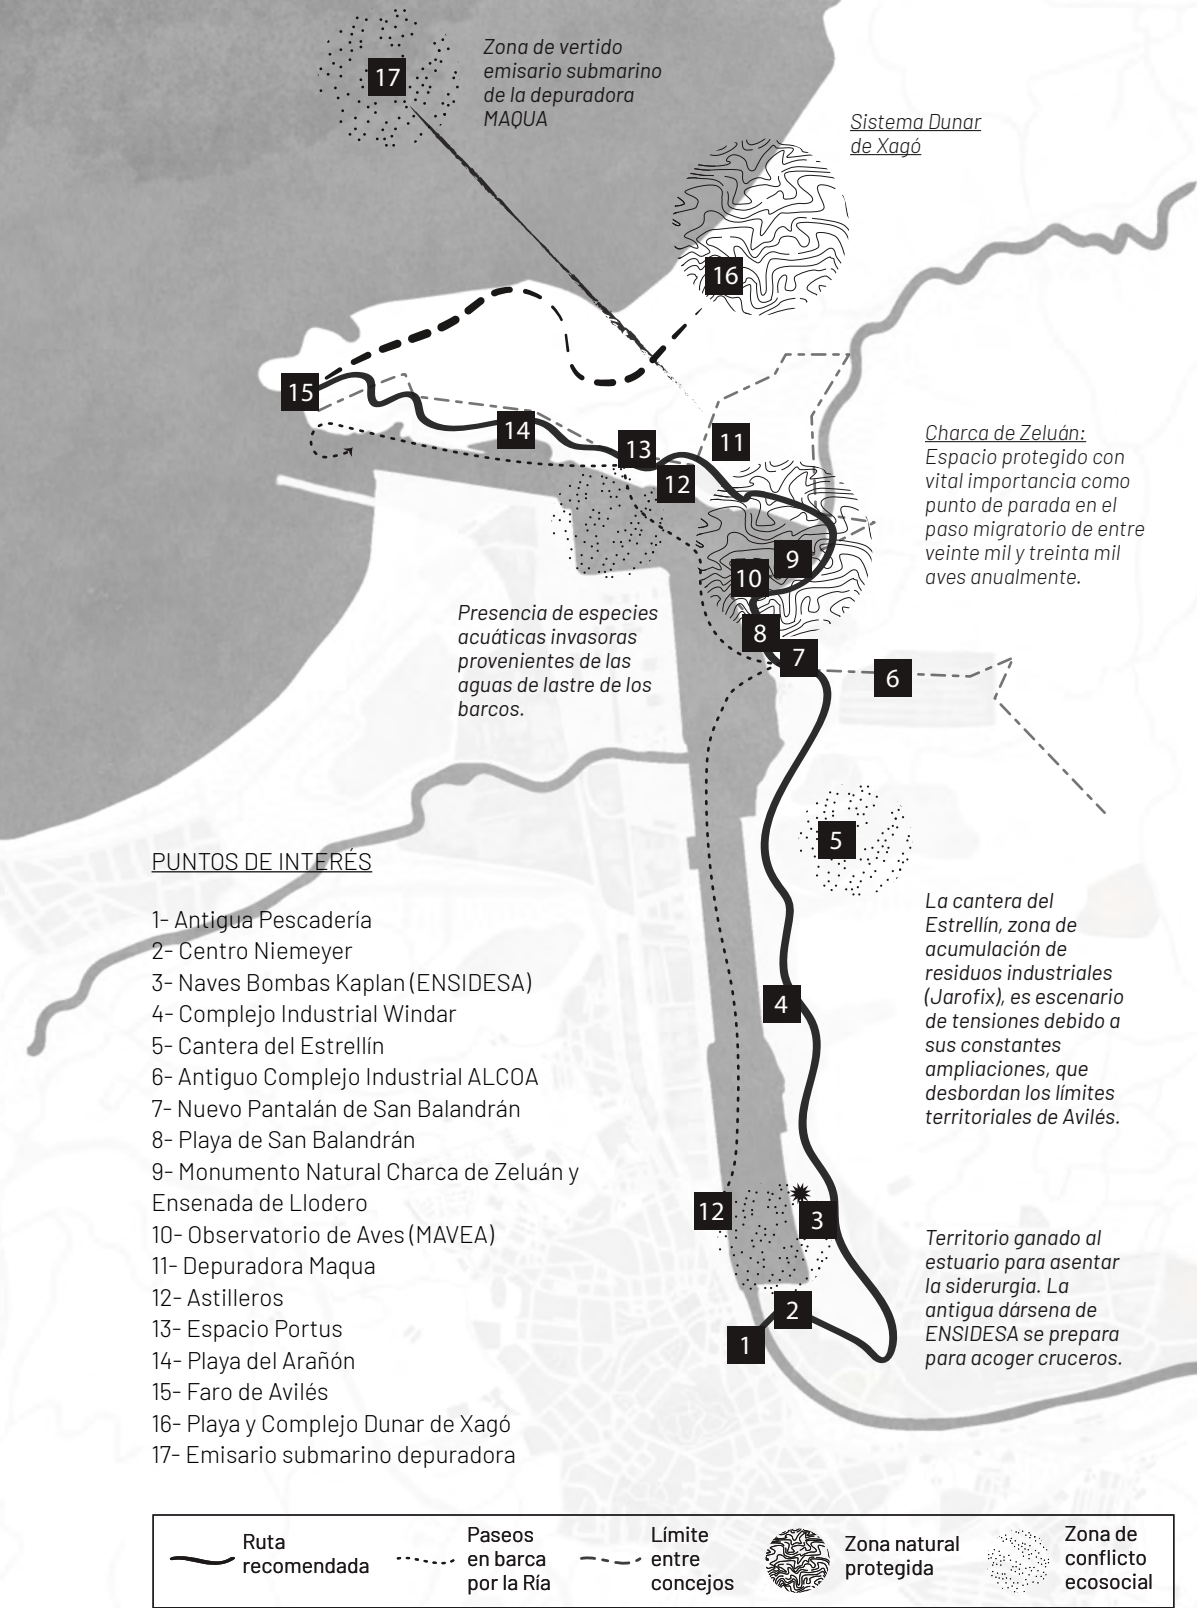 17
Zona de vertido
emisario submarino
de la depuradora
MAQUA
Sistema Dunar
de Xagó
16
15
14
13
12
11
Charca de Zeluán:
Espacio protegido con
vital importancia como
punto de parada en el
paso migratorio de entre
veinte mil y treinta mil
aves anualmente.
9
10
8
7
6
Presencia de especies
acuáticas invasoras
provenientes de las
aguas de lastre de los
barcos.
5
La cantera del
Estrellín, zona de
acumulación de
residuos industriales
(Jarofix), es escenario
de tensiones debido a
sus constantes
ampliaciones, que
desbordan los límites
territoriales de Avilés.
4
12
3
2
1
Territorio ganado al
estuario para asentar
la siderurgia. La
antigua dársena de
ENSIDESA se prepara
para acoger cruceros.
PUNTOS DE INTERÉS
1- Antigua Pescadería
2- Centro Niemeyer
3- Naves Bombas Kaplan (ENSIDESA)
4- Complejo Industrial Windar
5- Cantera del Estrellín
6- Antiguo Complejo Industrial ALCOA
7- Nuevo Pantalán de San Balandrán
8- Playa de San Balandrán
9- Monumento Natural Charca de Zeluán y
Ensenada de Llodero
10- Observatorio de Aves (MAVEA)
11- Depuradora Maqua
12- Astilleros
13- Espacio Portus
14- Playa del Arañón
15- Faro de Avilés
16- Playa y Complejo Dunar de Xagó
17- Emisario submarino depuradora
Ruta
recomendada
Paseos
en barca
por la Ría
Límite
entre
concejos
Zona natural
protegida
Zona de
conflicto
ecosocial